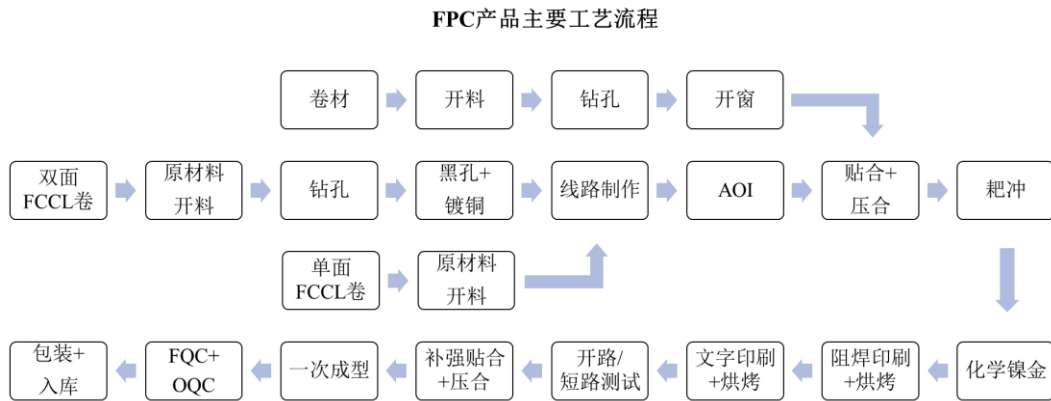 FPC产品主要工艺流程
卷材
开料
钻孔
开窗
双面
FCCL卷
原材料
开料
钻孔
黑孔+
镀铜
线路制作
AOI
贴合+
压合
耙冲
单面
FCCL卷
原材料
开料
包装+
入库
FQC+
OQC
一次成型
补强贴合
+压合
开路/
短路测试
文字印刷
+烘烤
阻焊印刷
+烘烤
化学镍金